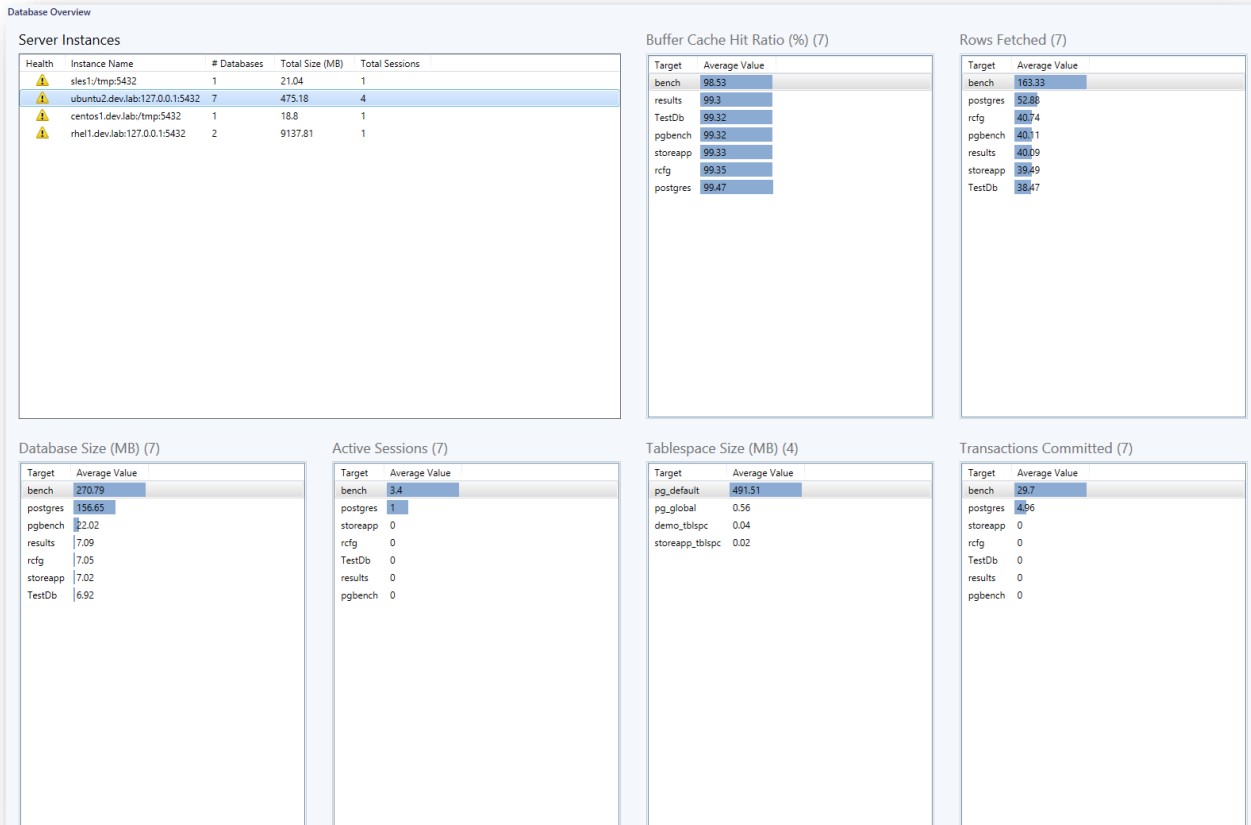 Database Overview
Server Instances
Health Instance Name # Databases Total Size (MB) Total Sessions
sles1:/tmp:5432 1 21.04 1
ubuntu2.dev.lab:127.0.0.1:5432 7 475.18 4
centos1.dev.lab:/tmp:5432 1 18.8 1
rhel1.dev.lab:127.0.0.1:5432 2 9137.81 1
Buffer Cache Hit Ratio (%) (7)
Target Average Value
bench 98.53
results 99.3
TestDb 99.32
pgbench 99.32
storeapp 99.33
rcfg 99.35
postgres 99.47
Rows Fetched (7)
Target Average Value
bench 163.33
postgres 52.88
rcfg 40.74
pgbench 40.11
results 40.09
storeapp 39.49
TestDb 38.47
Database Size (MB) (7)
Target Average Value
bench 270.79
postgres 156.65
pgbench 22.02
results 7.09
rcfg 7.05
storeapp 7.02
TestDb 6.92
Active Sessions (7)
Target Average Value
bench 3.4
postgres 1
storeapp 0
rcfg 0
TestDb 0
results 0
pgbench 0
Tablespace Size (MB) (4)
Target Average Value
pg_default 491.51
pg_global 0.56
demo_tblspc 0.04
storeapp_tblspc 0.02
Transactions Committed (7)
Target Average Value
bench 29.7
postgres 4.96
storeapp 0
rcfg 0
TestDb 0
results 0
pgbench 0